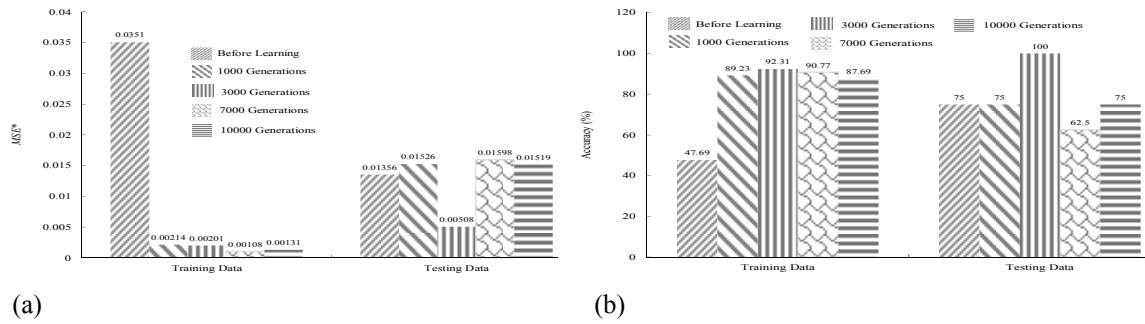 0.04
0.035
0.03
0.025
0.02
0.015
0.01
0.005
0
MSE*
0.0351
0.00214
0.00201
0.00108
0.00131
0.01356
0.01526
0.00508
0.01598
0.01519
Before Learning
1000 Generations
3000 Generations
7000 Generations
10000 Generations
Training Data
Testing Data
(a)
120
100
80
60
40
20
0
Accuracy (%)
Before Learning
3000 Generations
10000 Generations
1000 Generations
7000 Generations
47.69
89.23
92.31
90.77
87.69
75
75
100
62.5
75
Training Data
Testing Data
(b)